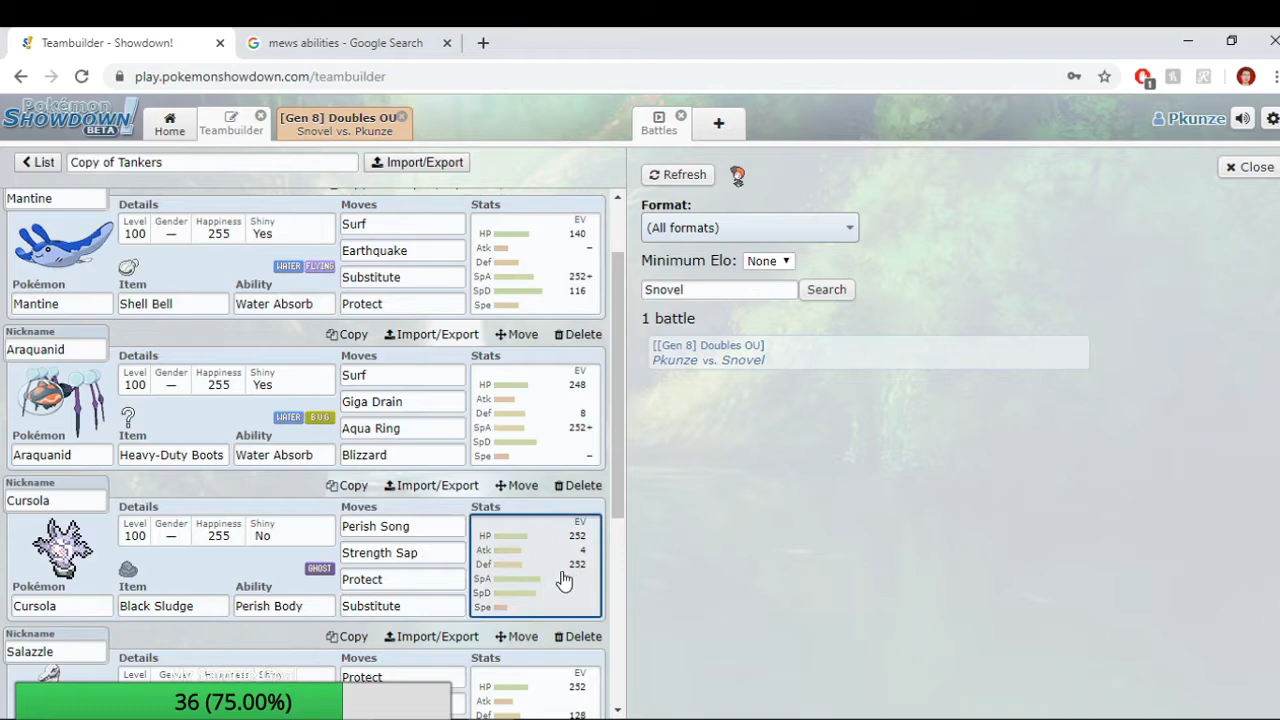 Teambuilder - Showdown!
mews abilities - Google Search
play.pokemonshowdown.com/teambuilder
Pokémon
SHOWDOWN
BETA
Home
Teambuilder
[Gen 8] Doubles OU
Snovel vs. Pkunze
Battles
Pkunze
List
Copy of Tankers
Import/Export
Mantine
Details
Moves
Stats
Level Gender Happiness Shiny
100 — 255 Yes
Surf
Earthquake
Substitute
Protect
EV
HP 140
Atk –
Def
SpA 252+
SpD 116
Spe
WATER FLYING
Pokémon Item Ability
Mantine Shell Bell Water Absorb
Nickname
Araquanid
Copy Import/Export Move Delete
Details
Moves
Stats
Level Gender Happiness Shiny
100 — 255 Yes
Surf
Giga Drain
Aqua Ring
Blizzard
EV
HP 248
Atk
Def 8
SpA 252+
SpD
Spe –
?
WATER BUG
Pokémon Item Ability
Araquanid Heavy-Duty Boots Water Absorb
Nickname
Cursola
Copy Import/Export Move Delete
Details
Moves
Stats
Level Gender Happiness Shiny
100 — 255 No
Perish Song
Strength Sap
Protect
Substitute
EV
HP 252
Atk 4
Def 252
SpA
SpD
Spe
GHOST
Pokémon Item Ability
Cursola Black Sludge Perish Body
Nickname
Salazzle
Copy Import/Export Move Delete
Details
Moves
Stats
Level Shiny
Protect
EV
HP 252
Atk
Def 128
36 (75.00%)
Close
Refresh
Format:
(All formats)
Minimum Elo: None
Snovel Search
1 battle
[[Gen 8] Doubles OU]
Pkunze vs. Snovel
1